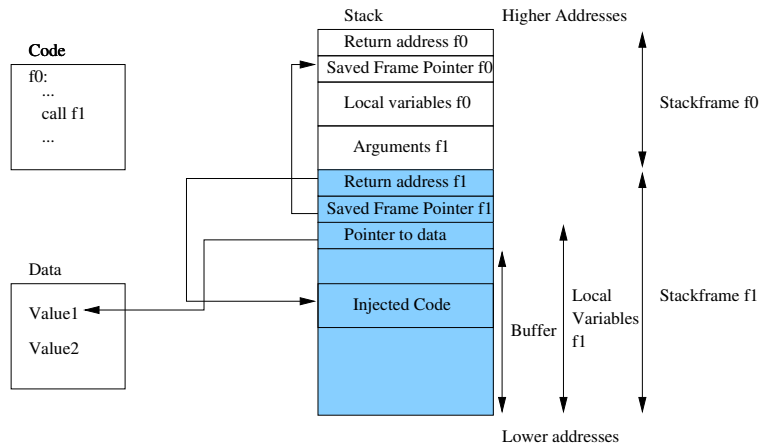 Stack
Higher Addresses
Code
f0:
...
call f1
...
Return address f0
Saved Frame Pointer f0
Local variables f0
Arguments f1
Stackframe f0
Return address f1
Saved Frame Pointer f1
Pointer to data
Injected Code
Data
Value1
Value2
Buffer
Local
Variables
f1
Stackframe f1
Lower addresses